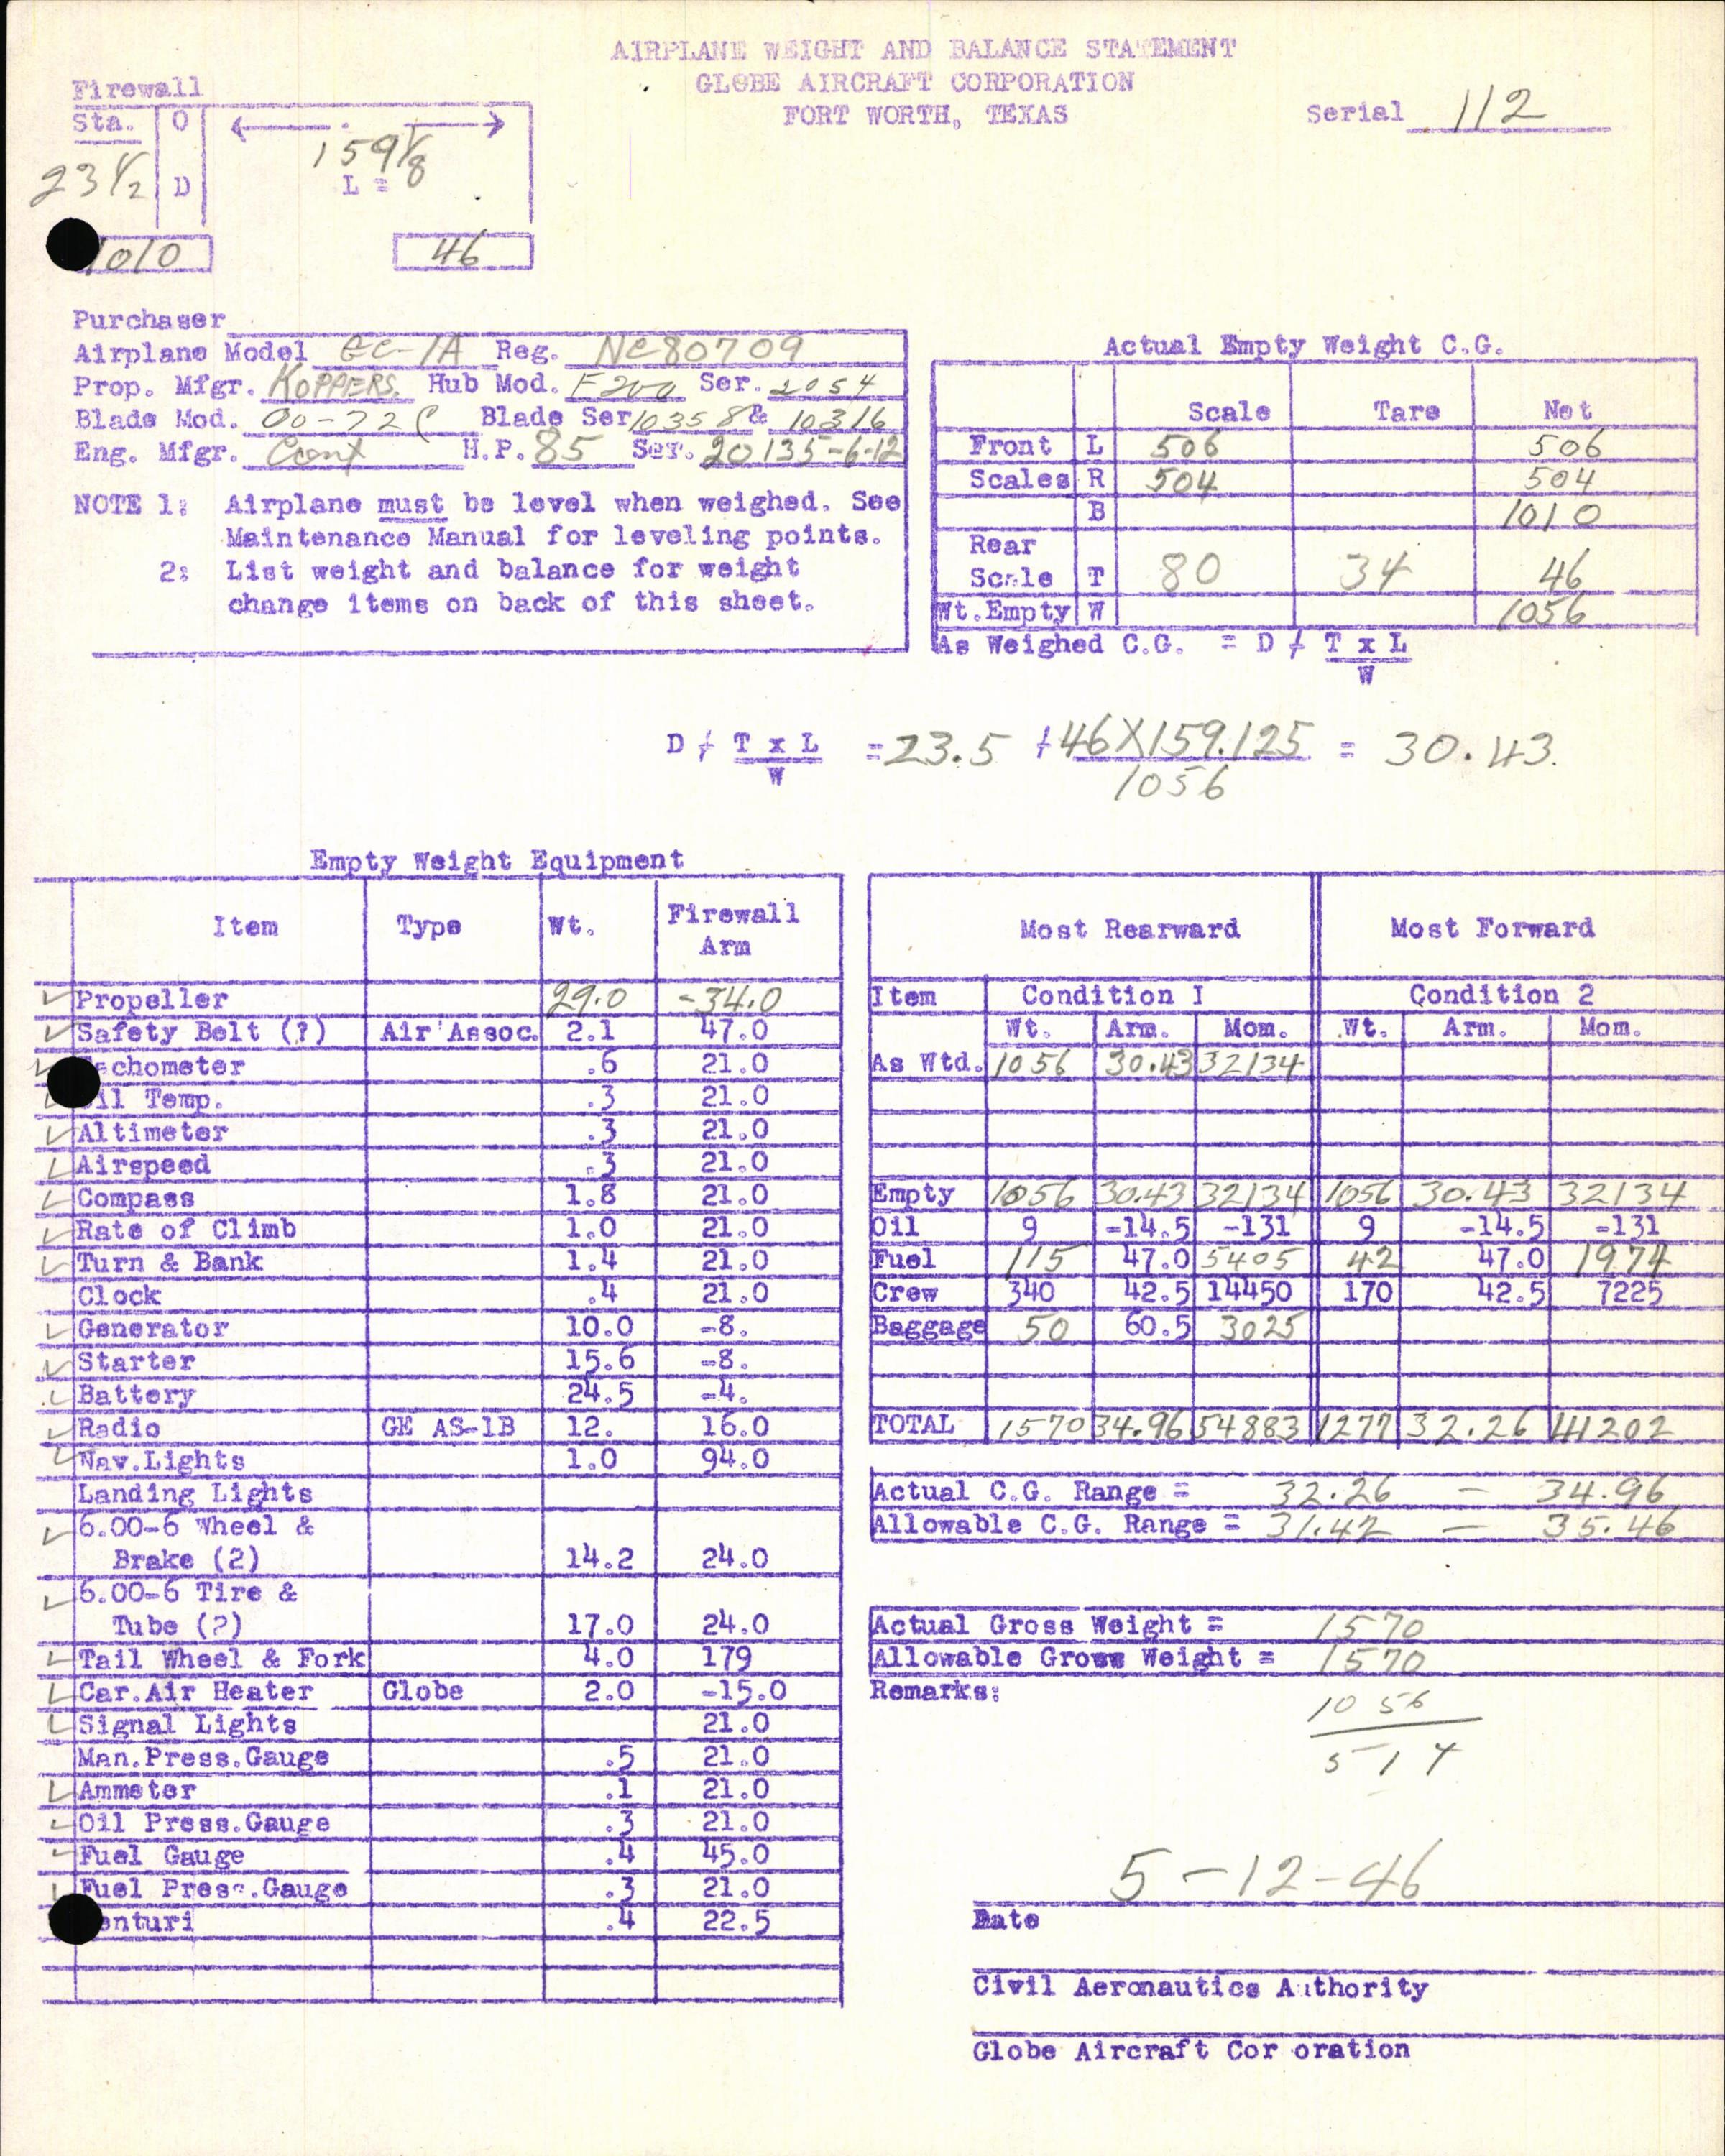 AIRPLANE WEIGHT AND BALANCE STATEMENT
GLOBE AIRCRAFT CORPORATION
FORT WORTH, TEXAS
Serial 112
Firewall
Sta. 0
159 1/8
23 1/2 D L =
1010 46
Purchaser
Airplane Model GC-1A Reg. NC80709
Prop. Mfgr. KOPPERS. Hub Mod. F200 Ser. 2054
Blade Mod. 00-72C Blade Ser 10358 & 10316
Eng. Mfgr. Cont H.P. 85 Ser. 20135-6-12
NOTE 1: Airplane must be level when weighed. See
Maintenance Manual for leveling points.
2: List weight and balance for weight
change items on back of this sheet.
Actual Empty Weight C.G.
Scale Tare Net
Front L 506 506
Scales R 504 504
B 1010
Rear
Scale T 80 34 46
Wt.Empty W 1056
As Weighed C.G. = D + T x L
W
D + T x L = 23.5 + 46X159.125 = 30.43.
W 1056
Empty Weight Equipment
Item Type Wt. Firewall
Arm
Propeller 29.0 -34.0
Safety Belt (?) Air Assoc. 2.1 47.0
achometer .6 21.0
il Temp. .3 21.0
Altimeter .3 21.0
Airspeed .3 21.0
Compass 1.8 21.0
Rate of Climb 1.0 21.0
Turn & Bank 1.4 21.0
Clock .4 21.0
Generator 10.0 -8.
Starter 15.6 -8.
Battery 24.5 -4.
Radio GE AS-1B 12. 16.0
Nav.Lights 1.0 94.0
Landing Lights
6.00-6 Wheel &
Brake (2) 14.2 24.0
6.00-6 Tire &
Tube (?) 17.0 24.0
Tail Wheel & Fork 4.0 179
Car.Air Heater Globe 2.0 -15.0
Signal Lights 21.0
Man.Press.Gauge .5 21.0
Ammeter .1 21.0
Oil Press.Gauge .3 21.0
Fuel Gauge .4 45.0
Fuel Press.Gauge .3 21.0
enturi .4 22.5
Most Rearward Most Forward
Item Condition I Condition 2
Wt. Arm. Mom. Wt. Arm. Mom.
As Wtd. 1056 30.43 32134
Empty 1056 30.43 32134 1056 30.43 32134
Oil 9 -14.5 -131 9 -14.5 -131
Fuel 115 47.0 5405 42 47.0 1974
Crew 340 42.5 14450 170 42.5 7225
Baggage 50 60.5 3025
TOTAL 1570 34.96 54883 1277 32.26 41202
Actual C.G. Range = 32.26 - 34.96
Allowable C.G. Range = 31.42 - 35.46
Actual Gross Weight = 1570
Allowable Gross Weight = 1570
Remarks: 1056
514
5-12-46
Date
Civil Aeronautics Authority
Globe Aircraft Cor oration